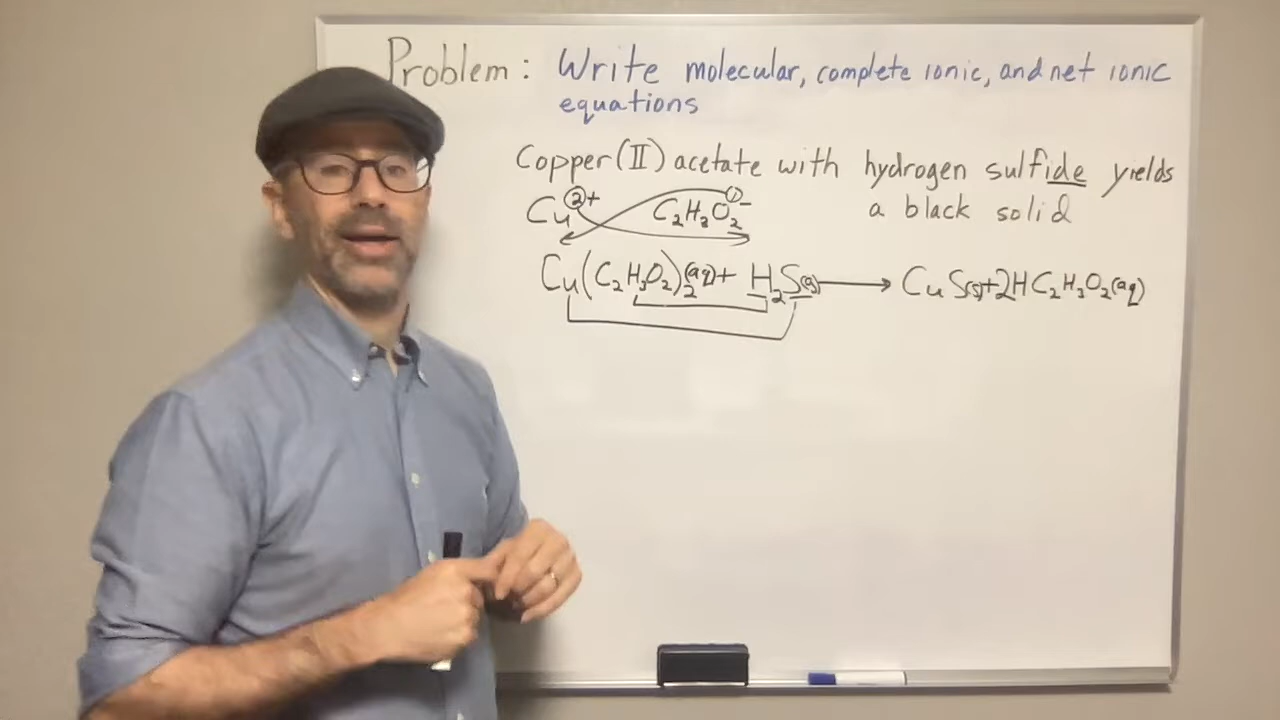 Problem: Write molecular, complete ionic, and net ionic
equations
Copper (II) acetate with hydrogen sulfide yields
a black solid
Cu²⁺ C₂H₃O₂⁻
Cu(C₂H₃O₂)₂(aq) + H₂S(g) → CuS(s) + 2HC₂H₃O₂(aq)